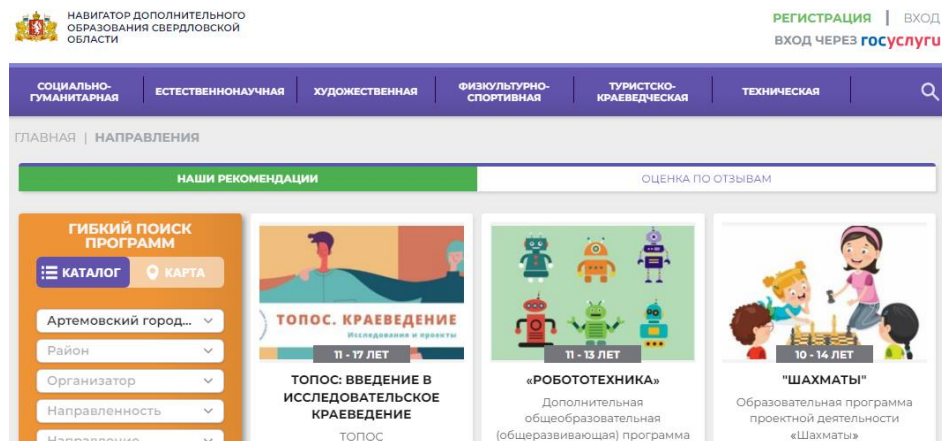 НАВИГАТОР ДОПОЛНИТЕЛЬНОГО
ОБРАЗОВАНИЯ СВЕРДЛОВСКОЙ
ОБЛАСТИ
РЕГИСТРАЦИЯ | ВХОД
ВХОД ЧЕРЕЗ госуслуги
СОЦИАЛЬНО-
ГУМАНИТАРНАЯ
ЕСТЕСТВЕННОНАУЧНАЯ
ХУДОЖЕСТВЕННАЯ
ФИЗКУЛЬТУРНО-
СПОРТИВНАЯ
ТУРИСТСКО-
КРАЕВЕДЧЕСКАЯ
ТЕХНИЧЕСКАЯ
ГЛАВНАЯ | НАПРАВЛЕНИЯ
НАШИ РЕКОМЕНДАЦИИ
ОЦЕНКА ПО ОТЗЫВАМ
ГИБКИЙ ПОИСК
ПРОГРАММ
КАТАЛОГ
КАРТА
Артемовский город...
Район
Организатор
Направленность
Направление
ТОПОС. КРАЕВЕДЕНИЕ
Исследования и проекты
11 - 17 ЛЕТ
ТОПОС: ВВЕДЕНИЕ В
ИССЛЕДОВАТЕЛЬСКОЕ
КРАЕВЕДЕНИЕ
ТОПОС
11 - 13 ЛЕТ
«РОБОТОТЕХНИКА»
Дополнительная
общеобразовательная
(общеразвивающая) программа
10 - 14 ЛЕТ
"ШАХМАТЫ"
Образовательная программа
проектной деятельности
«Шахматы»